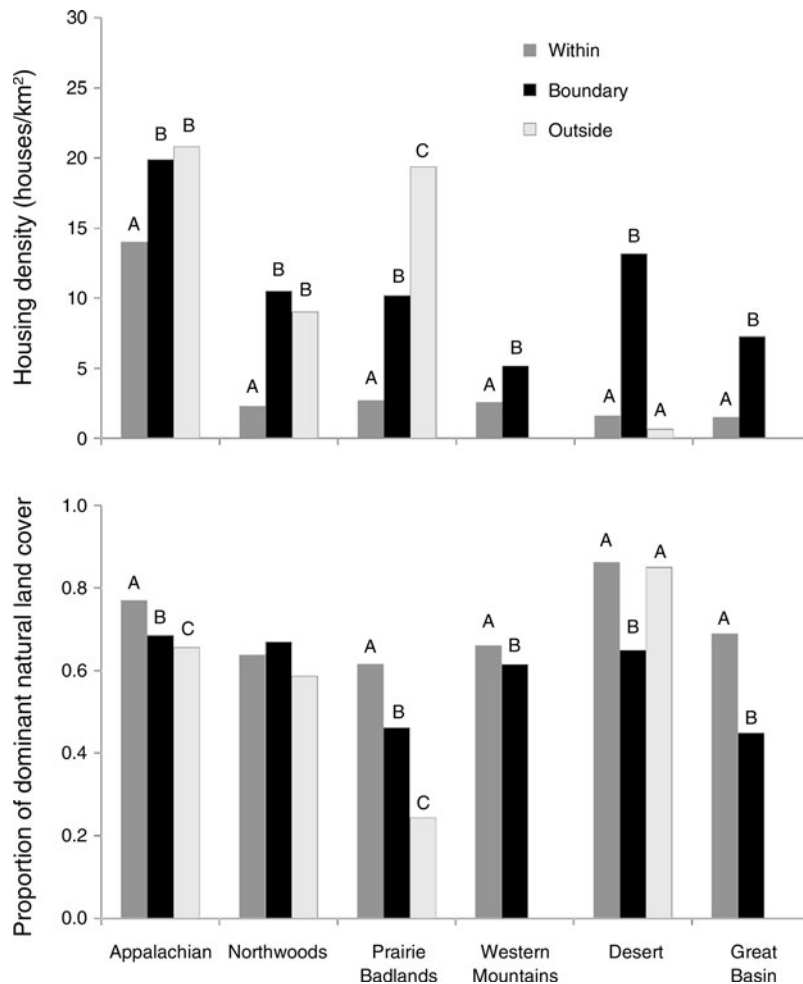 Housing density (houses/km²)
30
25
20
15
10
5
0
Within
Boundary
Outside
A B B
A B B
A B C
A B
A B A
A B
Proportion of dominant natural land cover
1.0
0.8
0.6
0.4
0.2
0.0
A B C
A B C
A B
A B A
A B
Appalachian
Northwoods
Prairie
Badlands
Western
Mountains
Desert
Great
Basin